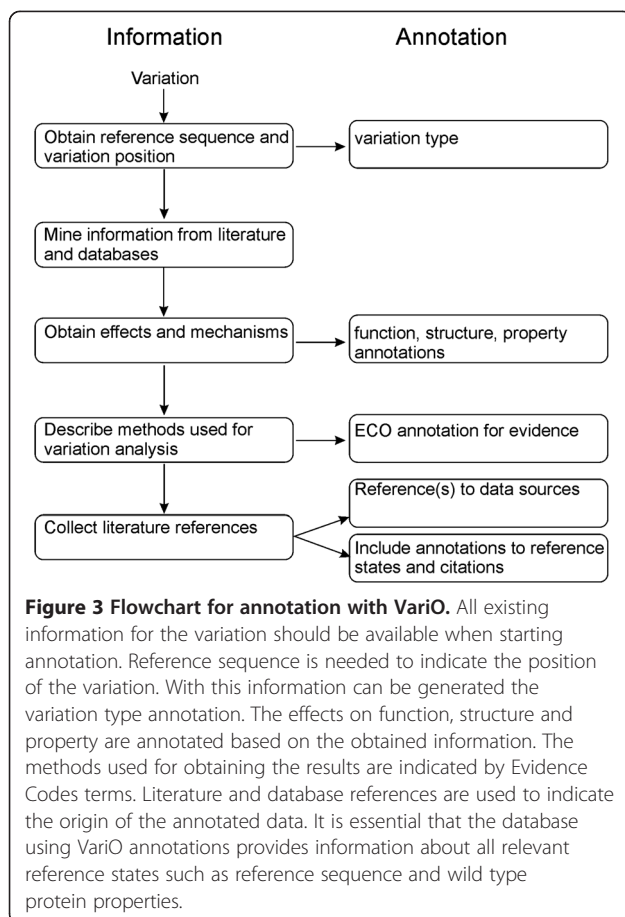 Information
Annotation
Variation
Obtain reference sequence and
variation position
variation type
Mine information from literature
and databases
Obtain effects and mechanisms
function, structure, property
annotations
Describe methods used for
variation analysis
ECO annotation for evidence
Collect literature references
Reference(s) to data sources
Include annotations to reference
states and citations
Figure 3 Flowchart for annotation with VariO. All existing
information for the variation should be available when starting
annotation. Reference sequence is needed to indicate the position
of the variation. With this information can be generated the
variation type annotation. The effects on function, structure and
property are annotated based on the obtained information. The
methods used for obtaining the results are indicated by Evidence
Codes terms. Literature and database references are used to indicate
the origin of the annotated data. It is essential that the database
using VariO annotations provides information about all relevant
reference states such as reference sequence and wild type
protein properties.